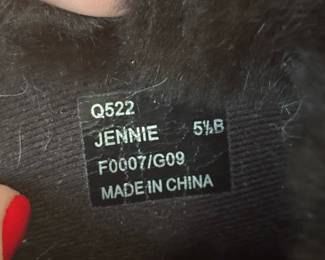 Q522
JENNIE 5½B
F0007/G09
MADE IN CHINA